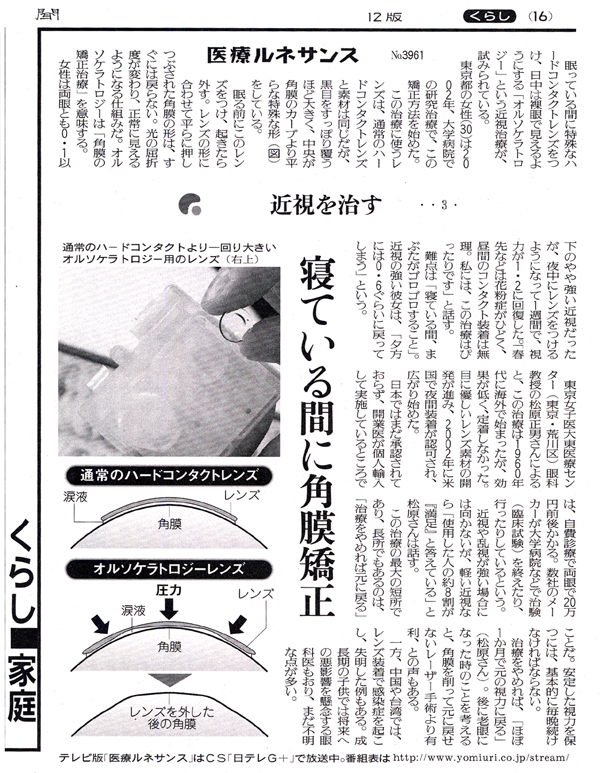 聞
12版
くらし
(16)
医療ルネサンス
№3961
近視を治す
・・3・
寝ている間に角膜矯正
眠っている間に特殊なハ
ードコンタクトレンズをつ
け、日中は裸眼で見えるよ
うにする「オルソケラトロ
ジー」という近視治療が、
試みられている。
東京都の女性(30)は20
02年、大学病院で
の研究治療で、この
矯正方法を始めた。
この治療に使うレ
ンズは、通常のハー
ドコンタクトレンズ
と素材は同じだが、
黒目をすっぽり覆う
ほど大きく、中央が
角膜のカーブより平
らな特殊な形(図)
をしている。
眠る前にこのレン
ズをつけ、起きたら
外す。レンズの形に
合わせて平らに押し
つぶされた角膜の形は、す
ぐには戻らない。光の屈折
度が変わり、正常に見える
ようになる仕組みだ。オル
ソケラトロジーは「角膜の
矯正治療」を意味する。
女性は両眼とも0・1以
下のやや強い近視だった
が、夜中にレンズをつける
ようになって1週間で、視
力が1・2に回復した。「春
先などは花粉症がひどく、
昼間のコンタクト装着は無
理。私には、この治療はぴ
ったりです」と話す。
難点は「寝ている間、ま
ぶたがゴロゴロすること」。
近視の強い彼女は、「夕方
には0・6ぐらいに戻って
しまう」という。
東京女子医大東医療セン
ター(東京・荒川区)眼科
教授の松原正男さんによる
と、この治療は1960年
代に海外で始まったが、効
果が低く、定着しなかった。
目に優しいレンズ素材の開
発が進み、2002年に米
国で夜間装着が認可され、
広がり始めた。
日本ではまだ承認されて
おらず、開業医が個人輸入
して実施しているところで
は、自費診療で両眼で20万
円前後かかる。数社のメー
カーが大学病院などで治験
(臨床試験)を終えたり、
行ったりしているという。
近視や乱視が強い場合に
は向かないが、軽い近視な
ら「使用した人の約8割が
『満足』と答えている」と
松原さんは話す。
この治療の最大の短所で
あり、長所でもあるのは、
「治療をやめれば元に戻る」
ことだ。安定した視力を保
つには、基本的に毎晩続け
なければならない。
治療をやめれば、「ほぼ
1か月で元の視力に戻る」
(松原さん)。後に老眼に
なった時のことを考える
と、角膜を削って元に戻せ
ないレーザー手術より有
利、との声もある。
一方、中国や台湾では、
レンズ装着で感染症を起こ
し、失明した例もある。成
長期の子供では将来へ
の悪影響を懸念する眼
科医もおり、まだ不明
な点が多い。
通常のハードコンタクトより一回り大きい
オルソケラトロジー用のレンズ(右上)
通常のハードコンタクトレンズ
涙液
レンズ
角膜
オルソケラトロジーレンズ
圧力
涙液
レンズ
角膜
レンズを外した
後の角膜
くらし 家庭
テレビ版「医療ルネサンス」はCS「日テレG+」で放送中。番組表はhttp://www.yomiuri.co.jp/stream/